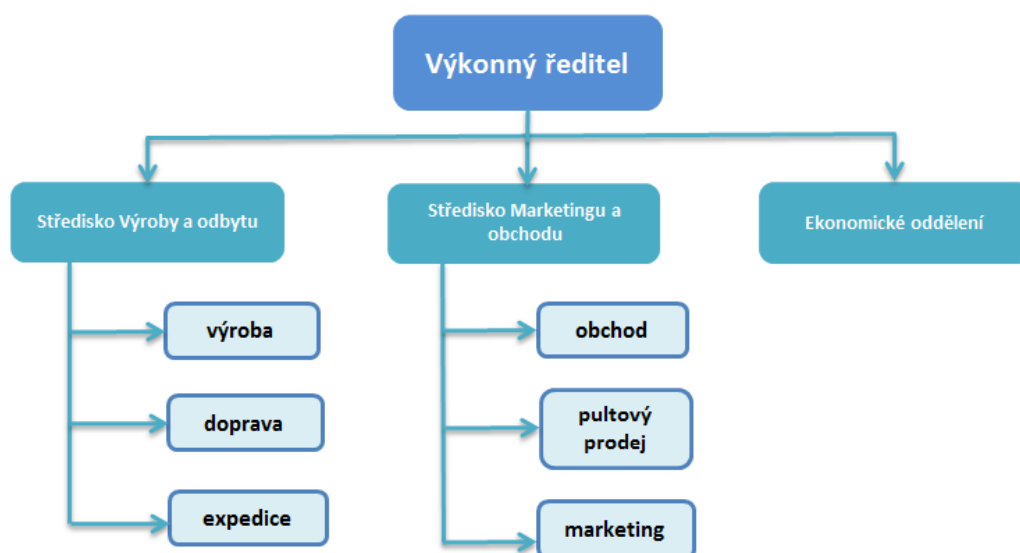 Výkonný ředitel
Středisko Výroby a odbytu
Středisko Marketingu a
obchodu
Ekonomické oddělení
výroba
doprava
expedice
obchod
pultový
prodej
marketing